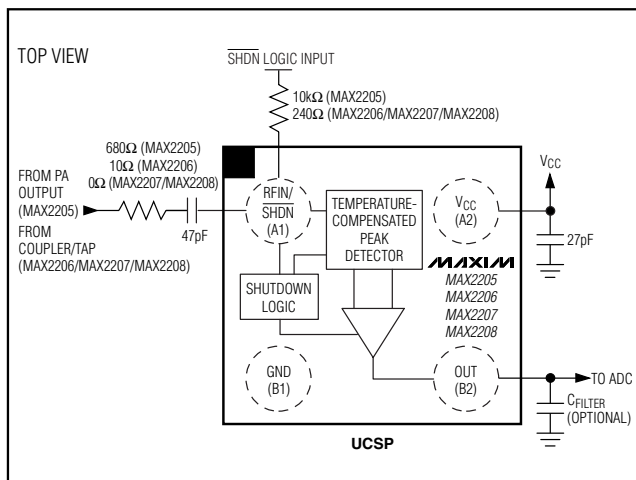 TOP VIEW
SHDN LOGIC INPUT
10kΩ (MAX2205)
240Ω (MAX2206/MAX2207/MAX2208)
680Ω (MAX2205)
10Ω (MAX2206)
0Ω (MAX2207/MAX2208)
FROM PA
OUTPUT
(MAX2205)
FROM
COUPLER/TAP
(MAX2206/MAX2207/MAX2208)
47pF
RFIN/
SHDN
(A1)
TEMPERATURE-
COMPENSATED
PEAK
DETECTOR
VCC
(A2)
VCC
27pF
MAXIM
MAX2205
MAX2206
MAX2207
MAX2208
SHUTDOWN
LOGIC
GND
(B1)
OUT
(B2)
TO ADC
CFILTER
(OPTIONAL)
UCSP